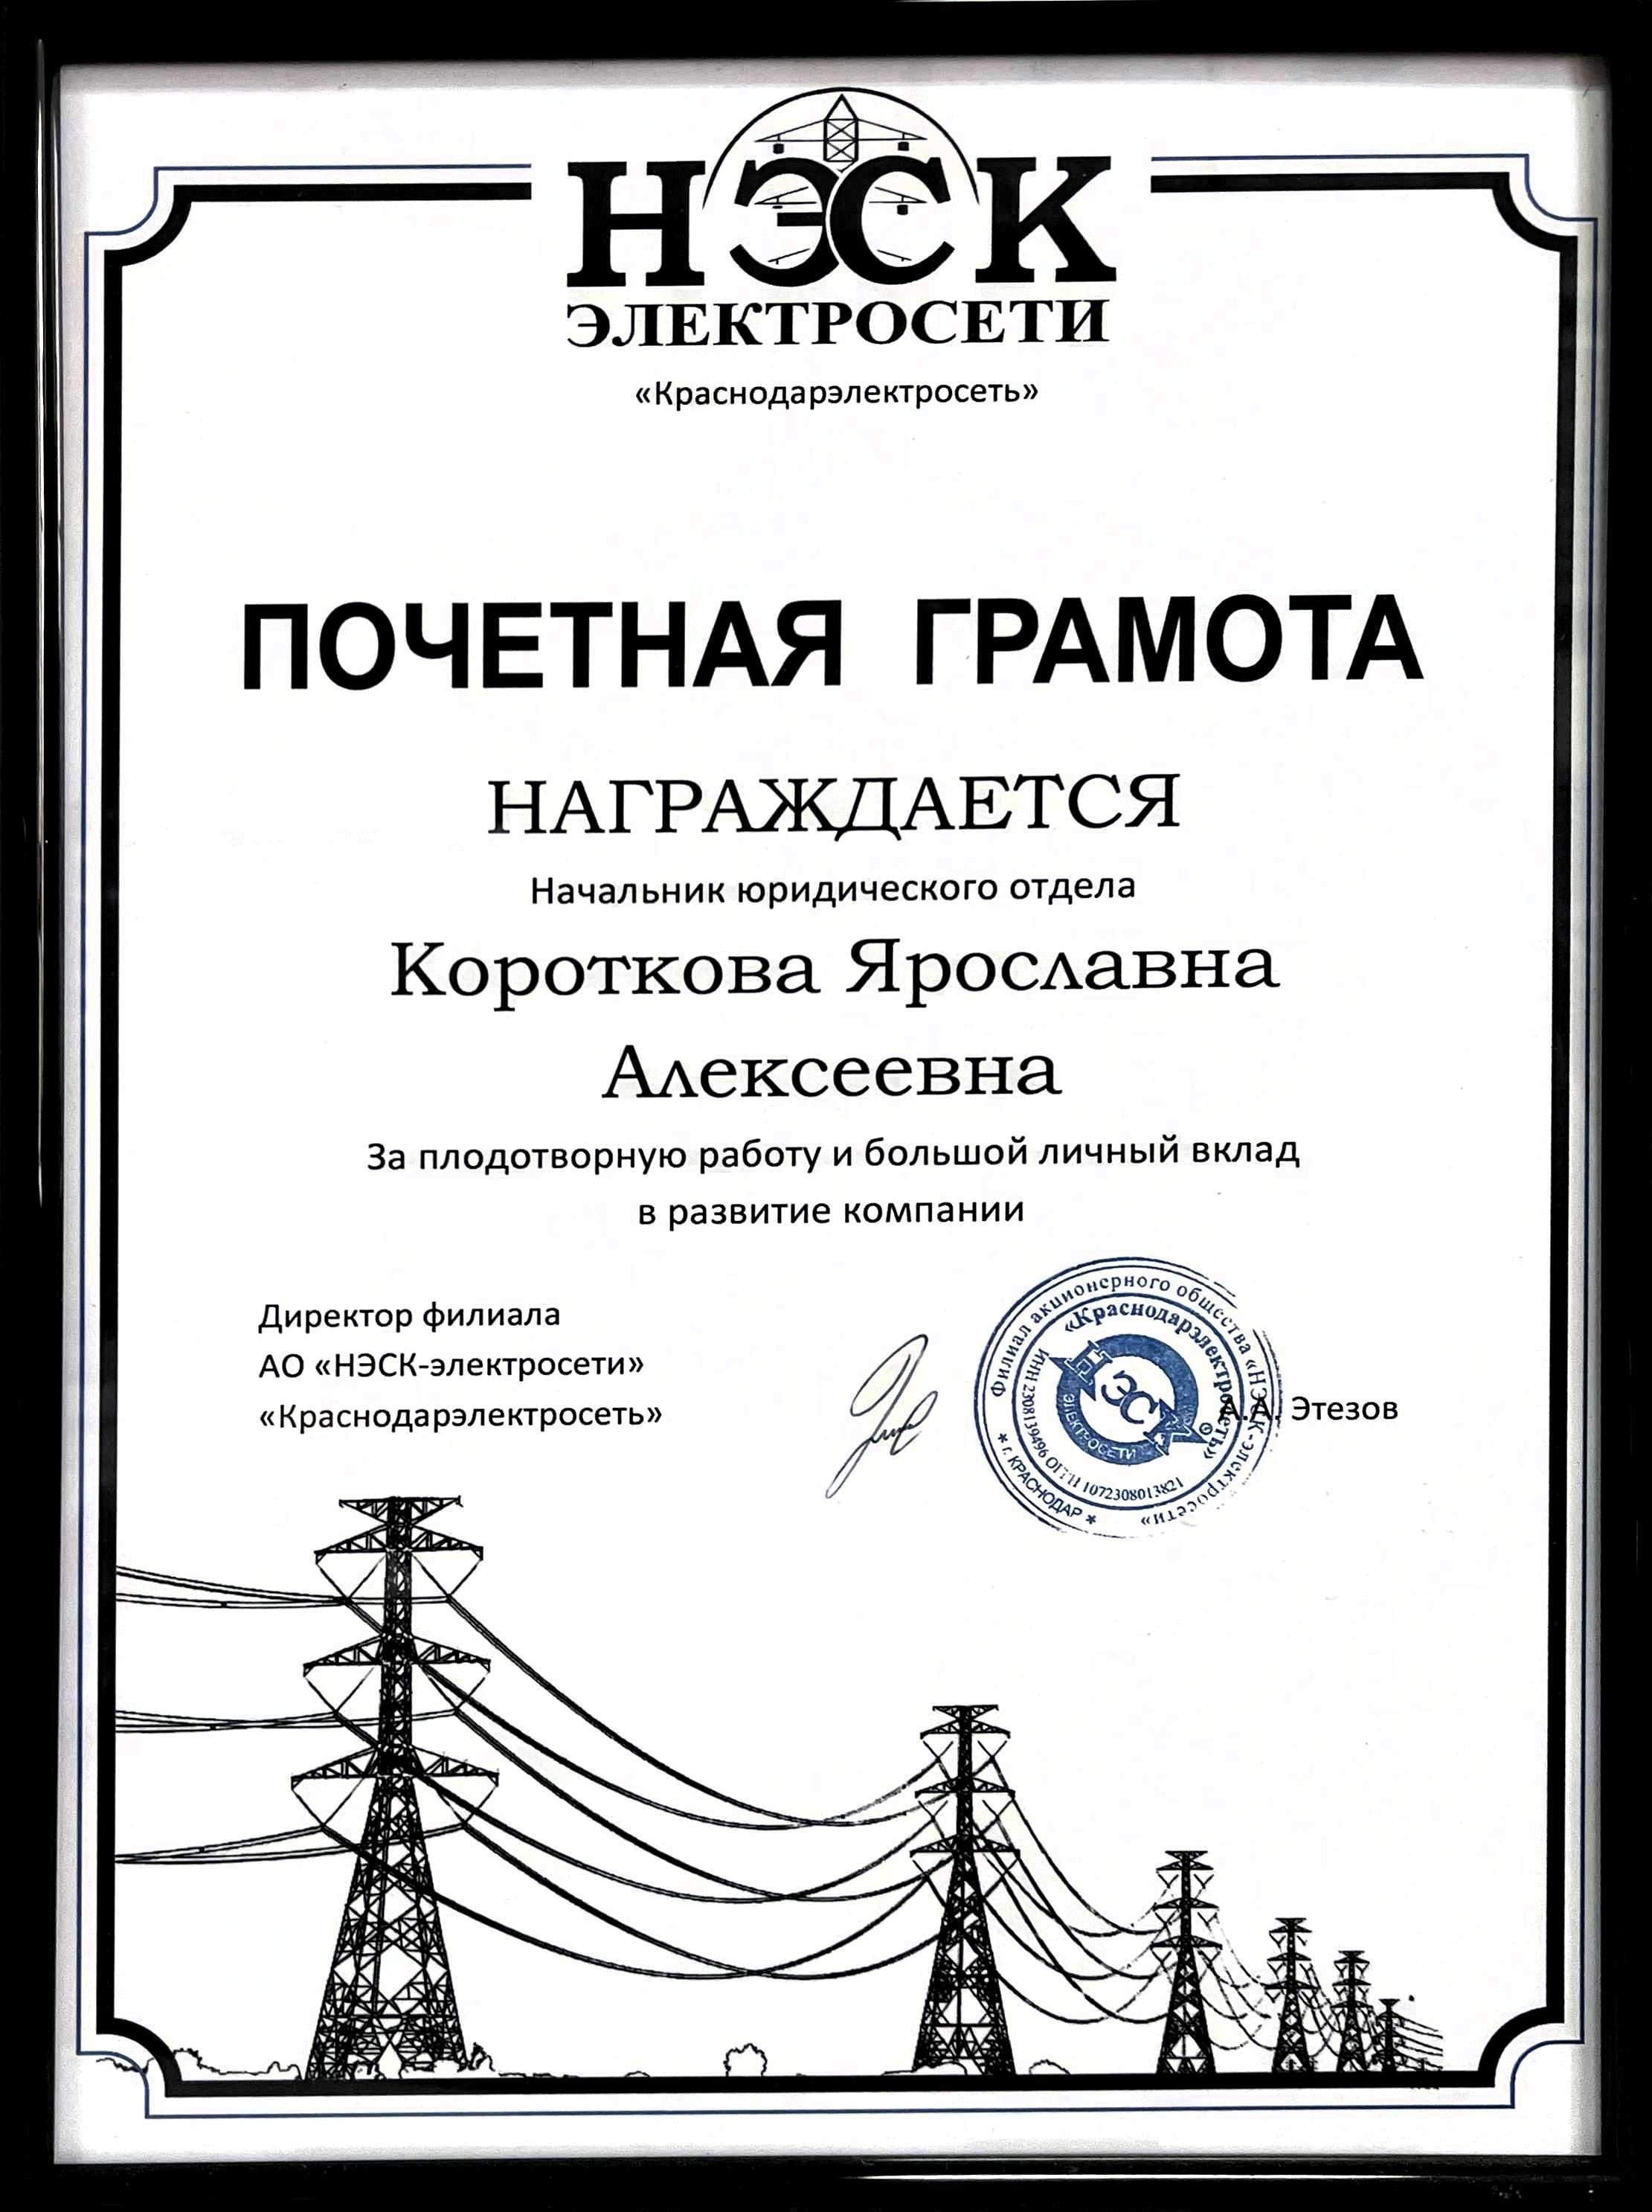 НЭСК
ЭЛЕКТРОСЕТИ
«Краснодарэлектросеть»
ПОЧЕТНАЯ ГРАМОТА
НАГРАЖДАЕТСЯ
Начальник юридического отдела
Короткова Ярославна
Алексеевна
За плодотворную работу и большой личный вклад
в развитие компании
Директор филиала
АО «НЭСК-электросети»
«Краснодарэлектросеть»
А.А. Этезов
Филиал акционерного общества «НЭСК-электросети»
* г. КРАСНОДАР *
«Краснодарэлектросеть»
ИНН 2308139496 ОГРН 1072308013821
НЭСК
ЭЛЕКТРОСЕТИ